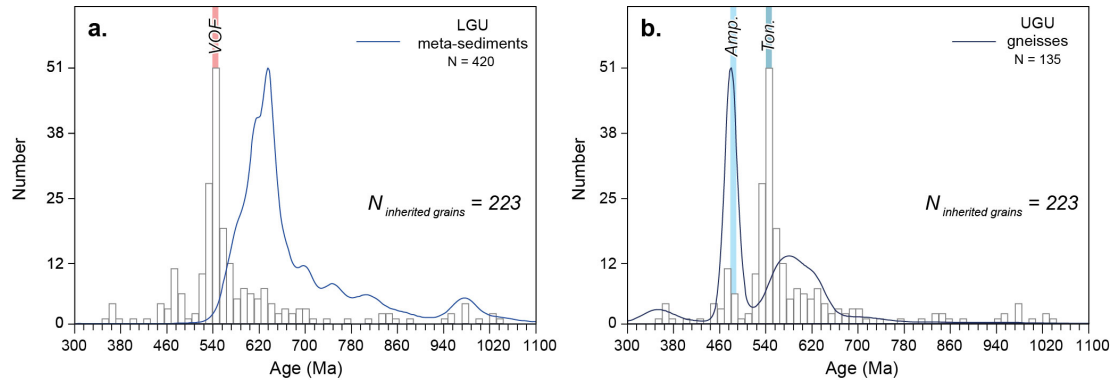 a.
VOF
LGU
meta-sediments
N = 420
N inherited grains = 223
Number
51
38
25
12
0
300 380 460 540 620 700 780 860 940 1020 1100
Age (Ma)
b.
Amp.
Ton.
UGU
gneisses
N = 135
N inherited grains = 223
Number
51
38
25
12
0
300 380 460 540 620 700 780 860 940 1020 1100
Age (Ma)